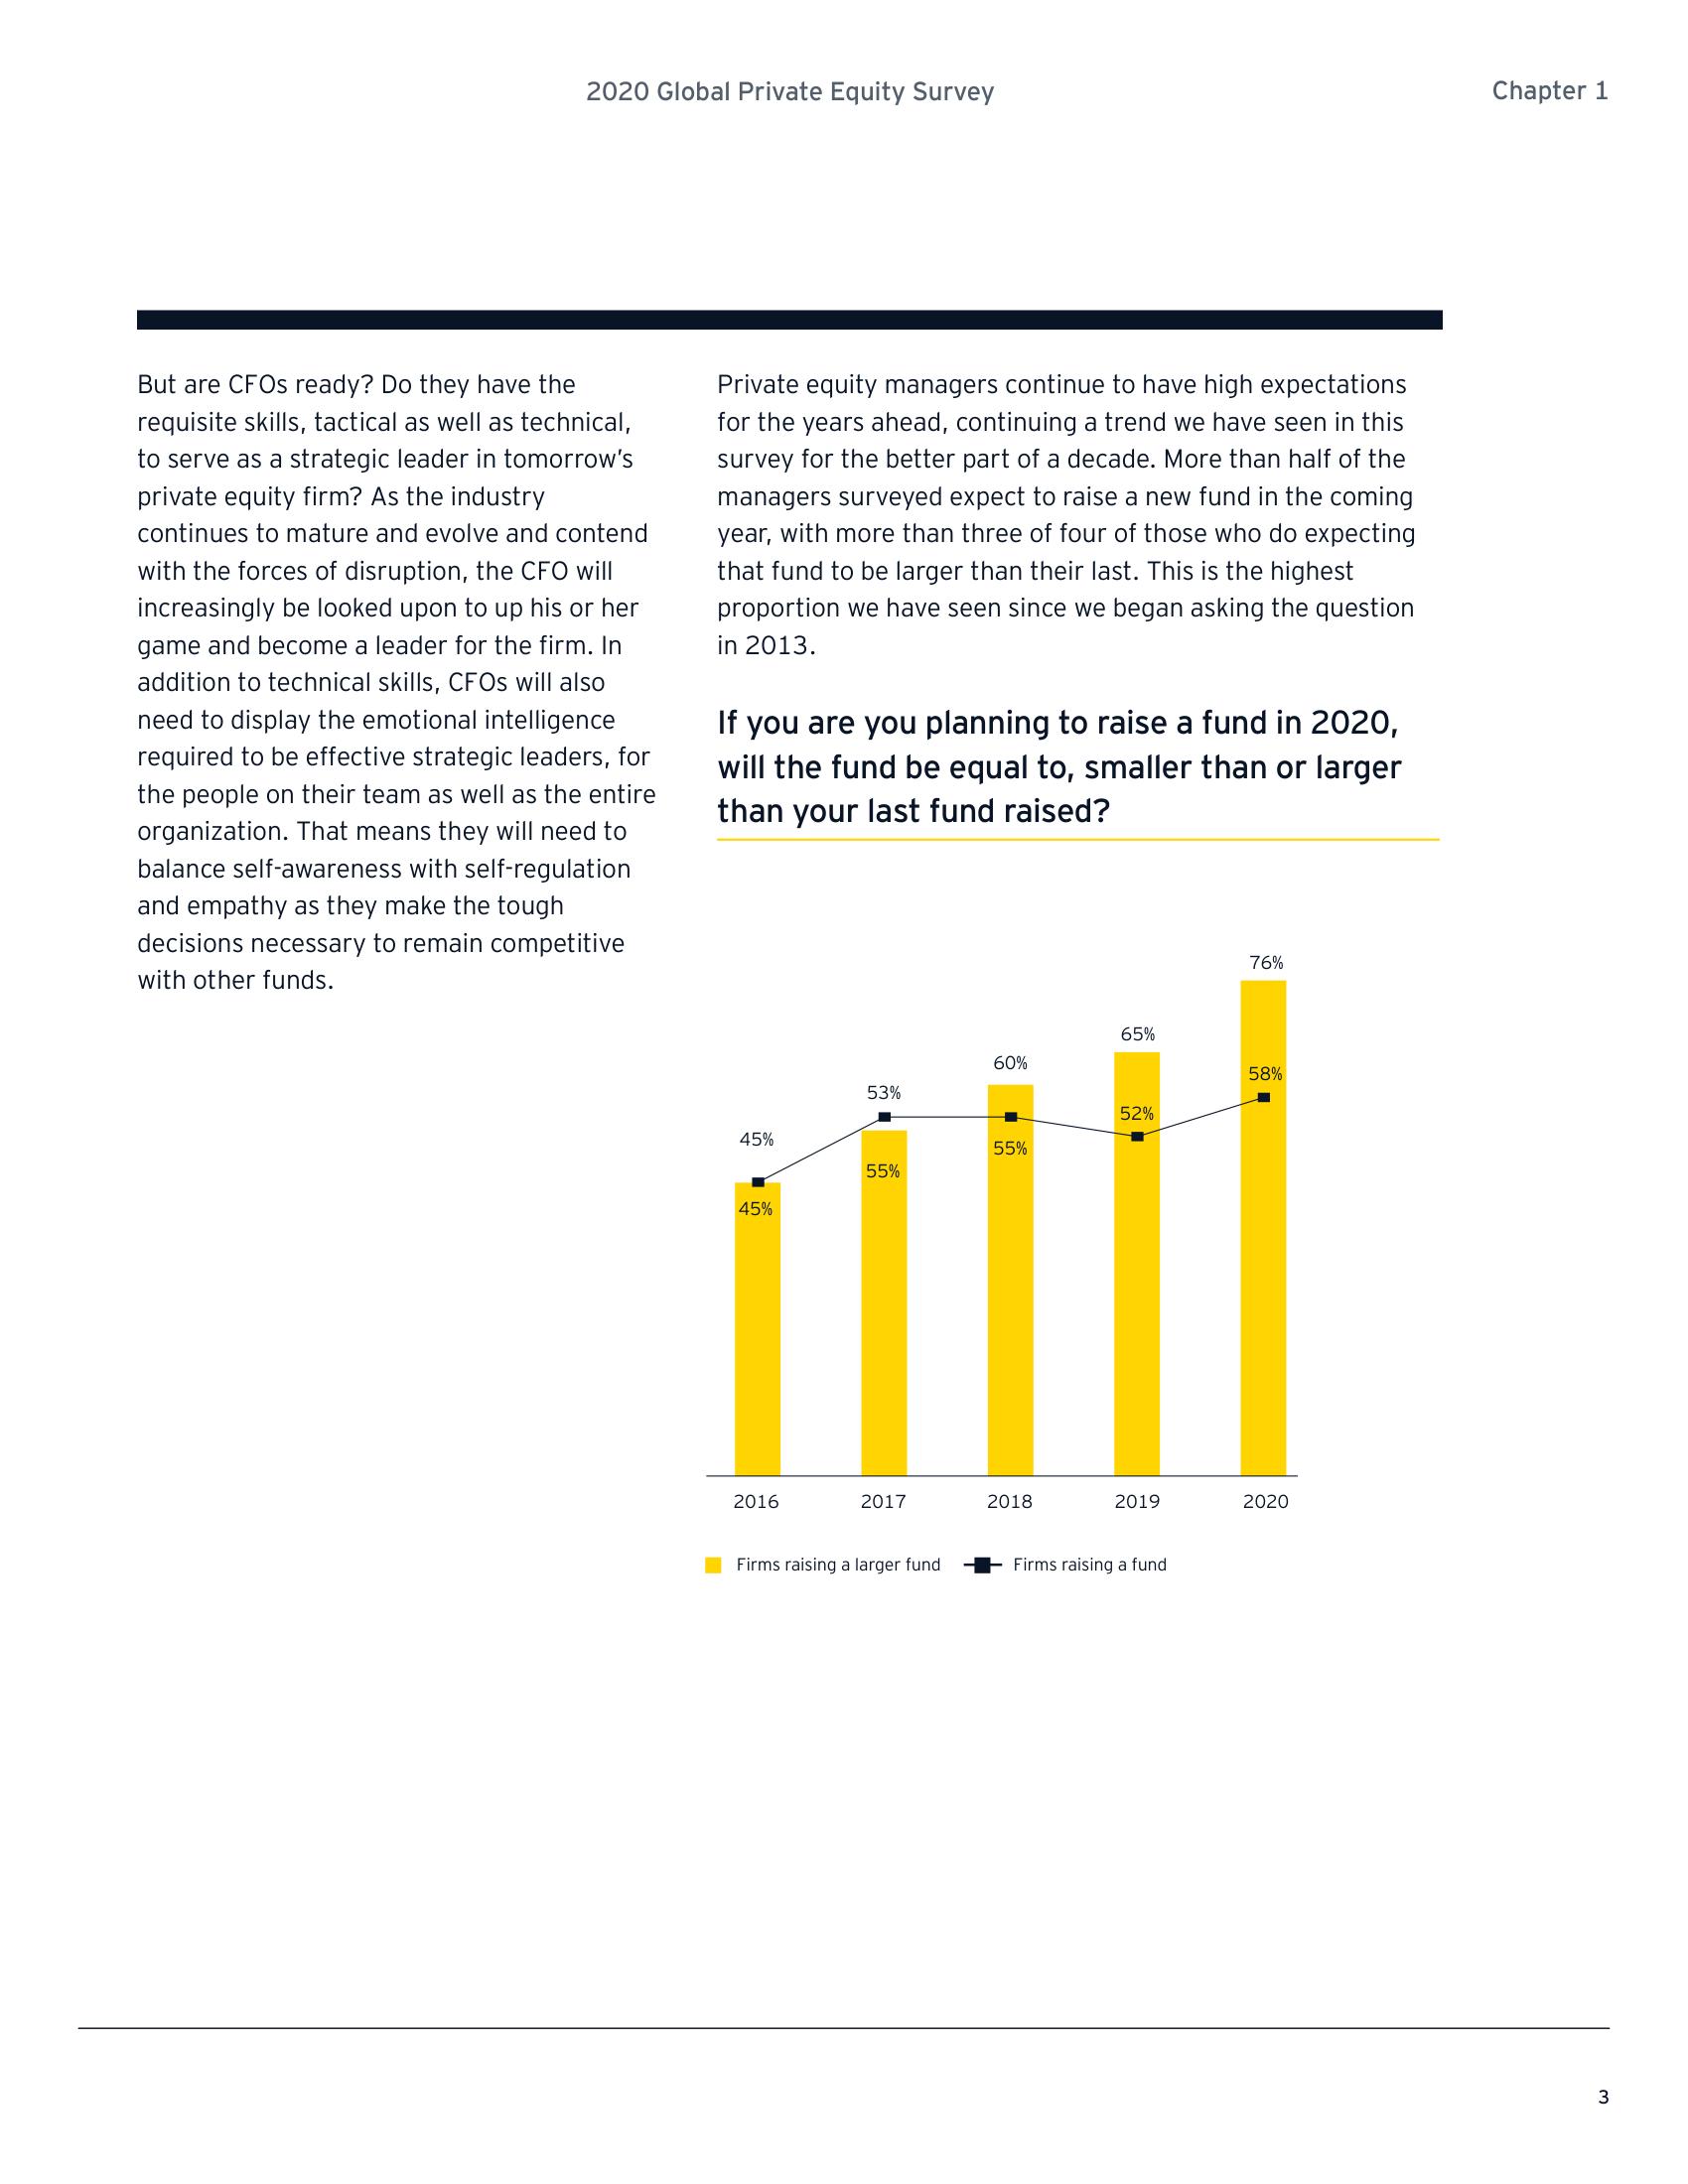 2020 Global Private Equity Survey
Chapter 1
But are CFOs ready? Do they have the
requisite skills, tactical as well as technical,
to serve as a strategic leader in tomorrow’s
private equity firm? As the industry
continues to mature and evolve and contend
with the forces of disruption, the CFO will
increasingly be looked upon to up his or her
game and become a leader for the firm. In
addition to technical skills, CFOs will also
need to display the emotional intelligence
required to be effective strategic leaders, for
the people on their team as well as the entire
organization. That means they will need to
balance self-awareness with self-regulation
and empathy as they make the tough
decisions necessary to remain competitive
with other funds.
Private equity managers continue to have high expectations
for the years ahead, continuing a trend we have seen in this
survey for the better part of a decade. More than half of the
managers surveyed expect to raise a new fund in the coming
year, with more than three of four of those who do expecting
that fund to be larger than their last. This is the highest
proportion we have seen since we began asking the question
in 2013.
If you are you planning to raise a fund in 2020,
will the fund be equal to, smaller than or larger
than your last fund raised?
76%
65%
60%
58%
53%
52%
45%
55%
55%
45%
2016 2017 2018 2019 2020
Firms raising a larger fund Firms raising a fund
3